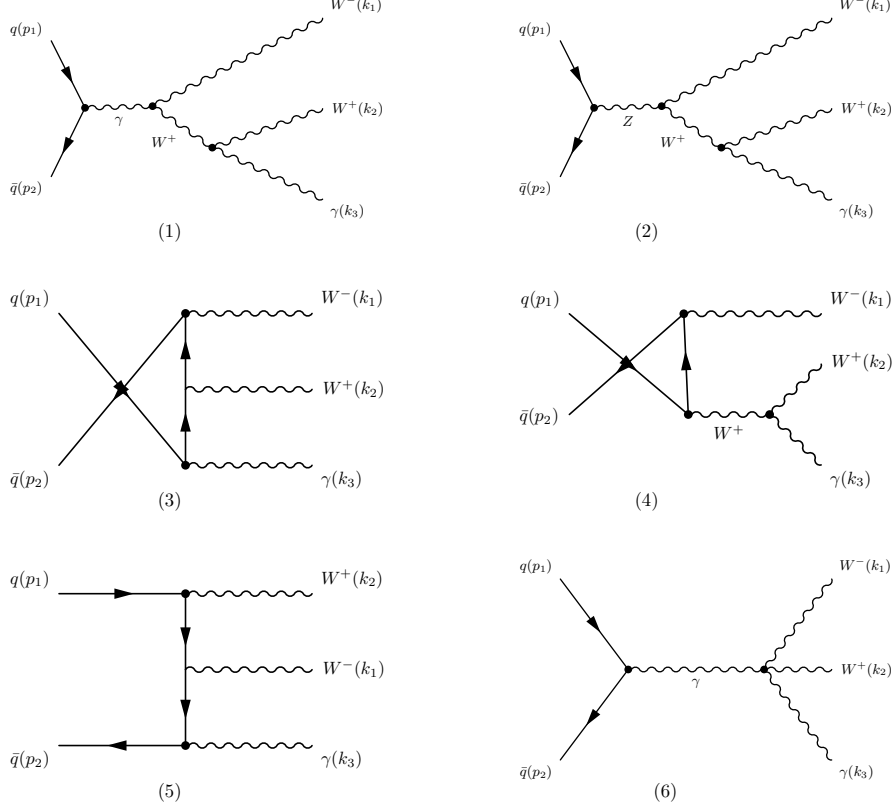 q(p₁)
W⁻(k₁)
W⁺(k₂)
γ
W⁺
q̄(p₂)
γ(k₃)
(1)
q(p₁)
W⁻(k₁)
W⁺(k₂)
Z
W⁺
q̄(p₂)
γ(k₃)
(2)
q(p₁)
W⁻(k₁)
W⁺(k₂)
q̄(p₂)
γ(k₃)
(3)
q(p₁)
W⁻(k₁)
W⁺(k₂)
q̄(p₂)
W⁺
γ(k₃)
(4)
q(p₁)
W⁺(k₂)
W⁻(k₁)
q̄(p₂)
γ(k₃)
(5)
q(p₁)
W⁻(k₁)
W⁺(k₂)
γ
q̄(p₂)
γ(k₃)
(6)